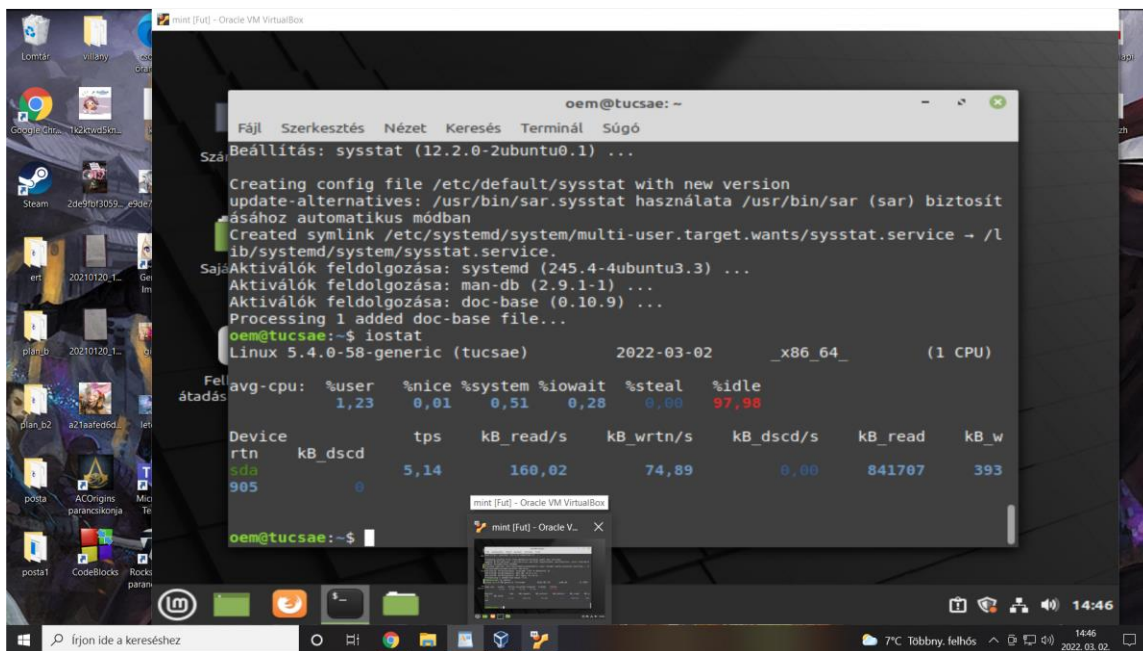 mint [Fut] - Oracle VM VirtualBox
Lomtár
villany
Google Chr...
1k2ktwd5kn...
Steam
2de9fbf3059...
ert
20210120_1...
plan_b
20210120_1...
plan_b2
a21aafed6d...
posta
ACOrigins parancsikonja
posta1
CodeBlocks
oem@tucsae: ~
Fájl Szerkesztés Nézet Keresés Terminál Súgó
Beállítás: sysstat (12.2.0-2ubuntu0.1) ...
Creating config file /etc/default/sysstat with new version
update-alternatives: /usr/bin/sar.sysstat használata /usr/bin/sar (sar) biztosít
ásához automatikus módban
Created symlink /etc/systemd/system/multi-user.target.wants/sysstat.service → /l
ib/systemd/system/sysstat.service.
Aktiválók feldolgozása: systemd (245.4-4ubuntu3.3) ...
Aktiválók feldolgozása: man-db (2.9.1-1) ...
Aktiválók feldolgozása: doc-base (0.10.9) ...
Processing 1 added doc-base file...
oem@tucsae:~$ iostat
Linux 5.4.0-58-generic (tucsae) 2022-03-02 _x86_64_ (1 CPU)
avg-cpu: %user %nice %system %iowait %steal %idle
1,23 0,01 0,51 0,28 0,00 97,98
Device tps kB_read/s kB_wrtn/s kB_dscd/s kB_read kB_w
rtn kB_dscd
sda 5,14 160,02 74,89 0,00 841707 393
905 0
oem@tucsae:~$
mint [Fut] - Oracle VM VirtualBox
mint [Fut] - Oracle V...
14:46
Írjon ide a kereséshez
7°C Többny. felhős
14:46
2022. 03. 02.